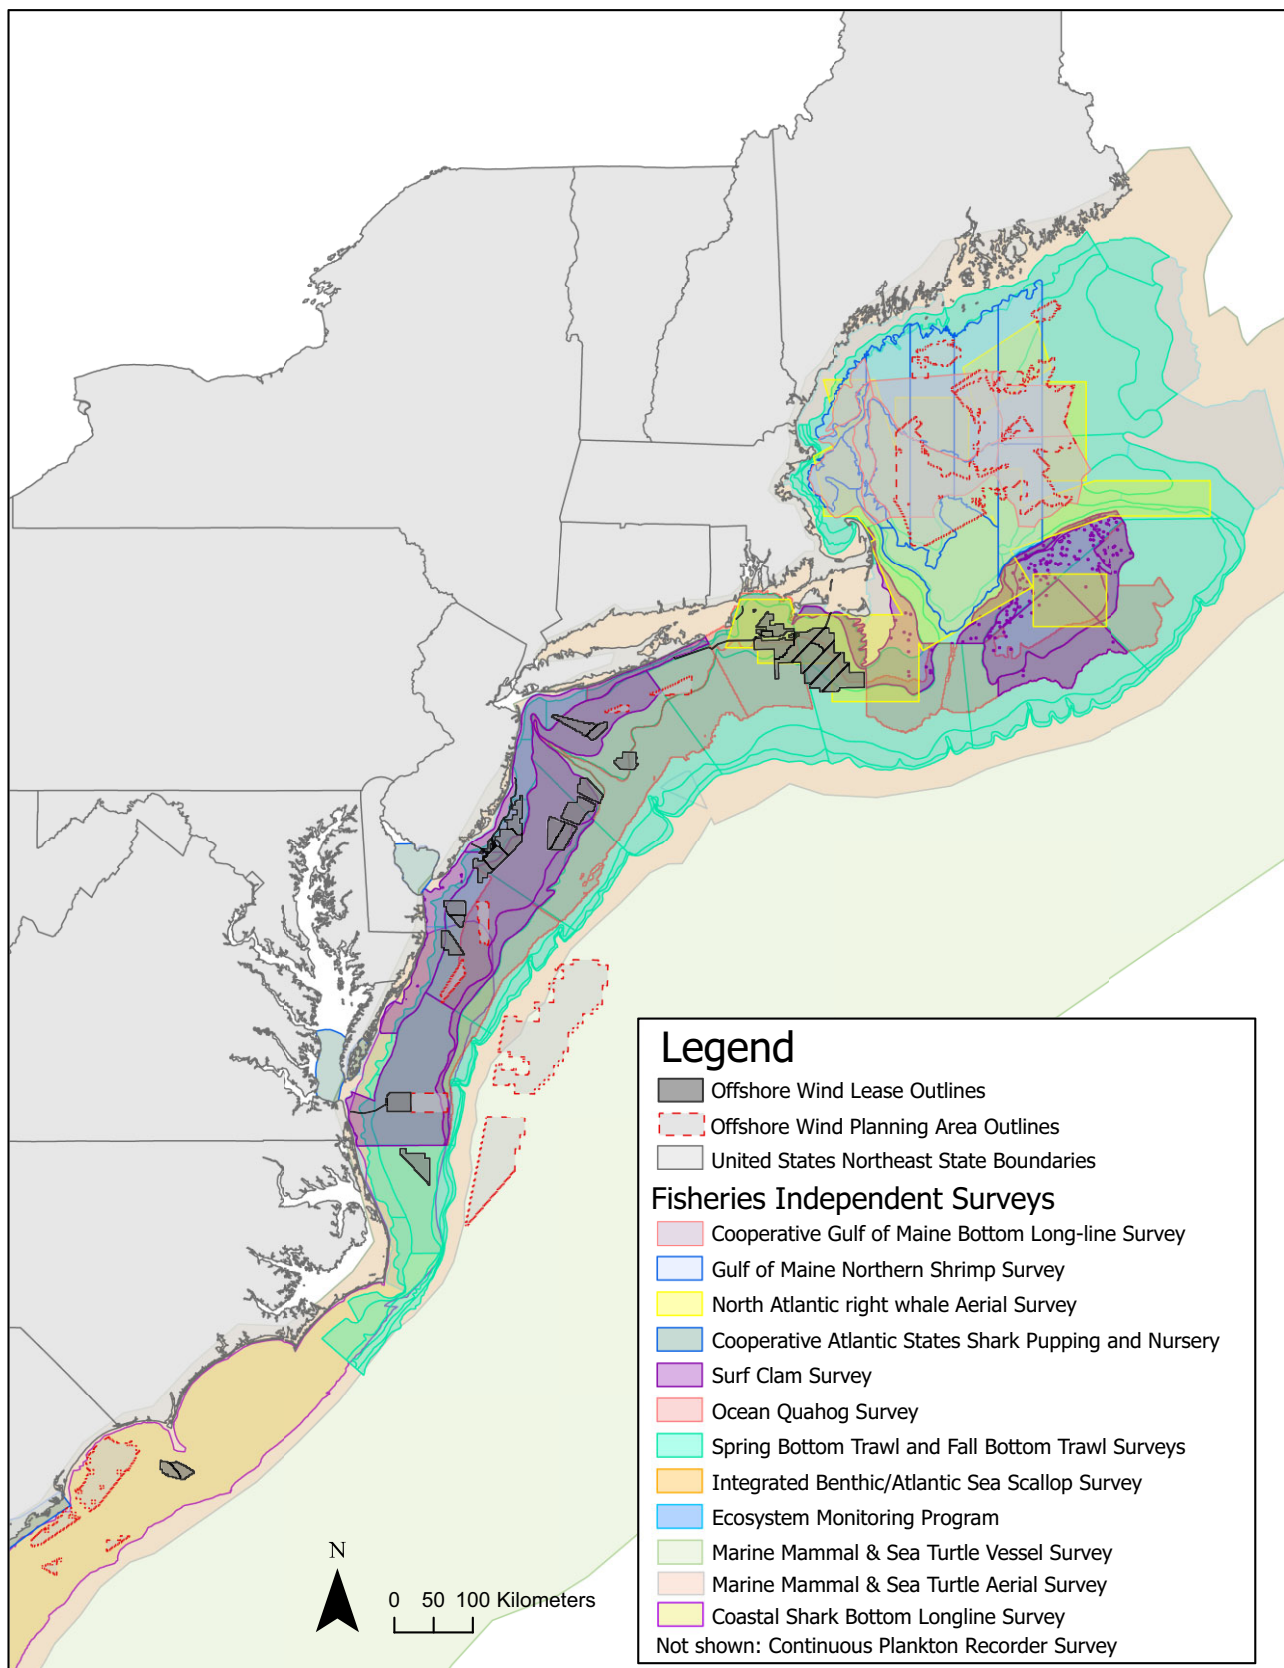 Legend
Offshore Wind Lease Outlines
Offshore Wind Planning Area Outlines
United States Northeast State Boundaries
Fisheries Independent Surveys
Cooperative Gulf of Maine Bottom Long-line Survey
Gulf of Maine Northern Shrimp Survey
North Atlantic right whale Aerial Survey
Cooperative Atlantic States Shark Pupping and Nursery
Surf Clam Survey
Ocean Quahog Survey
Spring Bottom Trawl and Fall Bottom Trawl Surveys
Integrated Benthic/Atlantic Sea Scallop Survey
Ecosystem Monitoring Program
Marine Mammal & Sea Turtle Vessel Survey
Marine Mammal & Sea Turtle Aerial Survey
Coastal Shark Bottom Longline Survey
Not shown: Continuous Plankton Recorder Survey
N
0 50 100 Kilometers